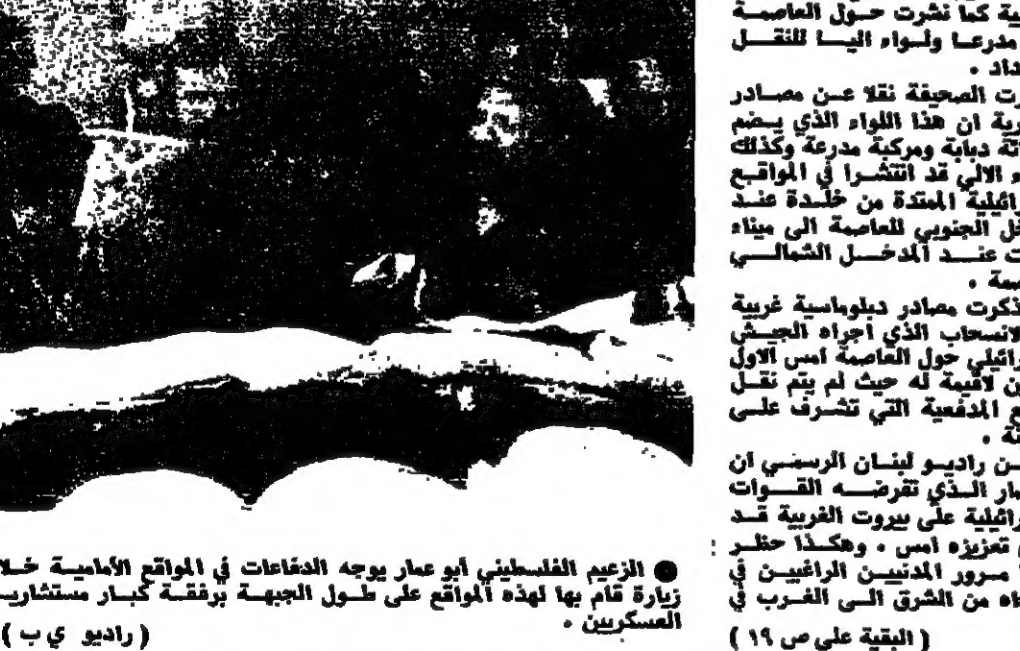 ية كما نشرت حول العاصمة
مدرعا ولواء اليا للنقل
داد .
رت الصحيفة نقلا عن مصادر
رية ان هذا اللواء الذي يضم
ائة دبابة ومركبة مدرعة وكذلك
ء الالي قد انتشرا في المواقع
رائيلية الممتدة من خلدة عند
خل الجنوبي للعاصمة الى ميناء
ت عند المدخل الشمالي
صمة .
ذكرت مصادر دبلوماسية غربية
لانسحاب الذي اجراه الجيش
رائيلي حول العاصمة امس الاول
ن لاقيمة له حيث لم يتم نقل
ع المدفعية التي تشرف على
نة .
ن راديو لبنان الرسمي ان
صار الذي تفرضه القوات
رائيلية على بيروت الغربية قد
م تعزيزه امس . وهكذا حظر
مرور المدنيين الراغبين في
اه من الشرق الى الغرب في
( البقية على ص ١٩ )
● الزعيم الفلسطيني أبو عمار يوجه الدفاعات في المواقع الأمامية خلا
زيارة قام بها لهذه المواقع على طول الجبهة برفقة كبار مستشاريـ
العسكريين .
( راديو ي ب )